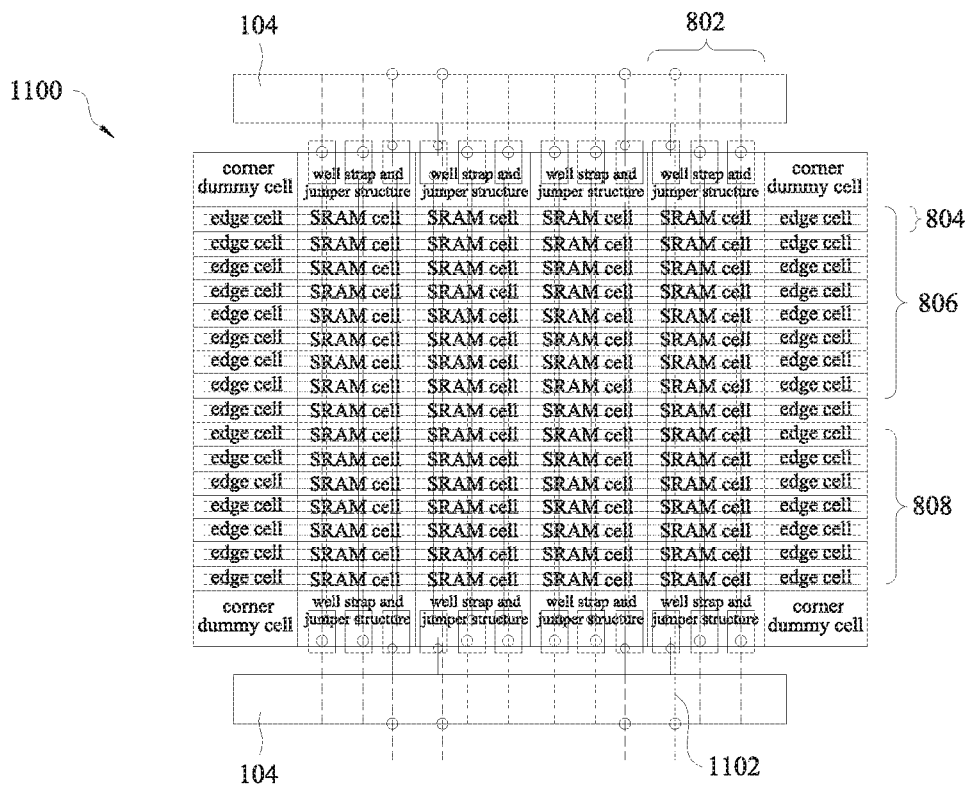 802
104
1100
corner well strap and well strap and well strap and well strap and corner
dummy cell jumper structure jumper structure jumper structure jumper structure dummy cell
edge cell SRAM cell SRAM cell SRAM cell SRAM cell edge cell 804
edge cell SRAM cell SRAM cell SRAM cell SRAM cell edge cell
edge cell SRAM cell SRAM cell SRAM cell SRAM cell edge cell
edge cell SRAM cell SRAM cell SRAM cell SRAM cell edge cell
806
edge cell SRAM cell SRAM cell SRAM cell SRAM cell edge cell
edge cell SRAM cell SRAM cell SRAM cell SRAM cell edge cell
edge cell SRAM cell SRAM cell SRAM cell SRAM cell edge cell
edge cell SRAM cell SRAM cell SRAM cell SRAM cell edge cell
edge cell SRAM cell SRAM cell SRAM cell SRAM cell edge cell
edge cell SRAM cell SRAM cell SRAM cell SRAM cell edge cell
edge cell SRAM cell SRAM cell SRAM cell SRAM cell edge cell
edge cell SRAM cell SRAM cell SRAM cell SRAM cell edge cell
edge cell SRAM cell SRAM cell SRAM cell SRAM cell edge cell 808
edge cell SRAM cell SRAM cell SRAM cell SRAM cell edge cell
edge cell SRAM cell SRAM cell SRAM cell SRAM cell edge cell
edge cell SRAM cell SRAM cell SRAM cell SRAM cell edge cell
corner well strap and well strap and well strap and well strap and corner
dummy cell jumper structure jumper structure jumper structure jumper structure dummy cell
104
1102